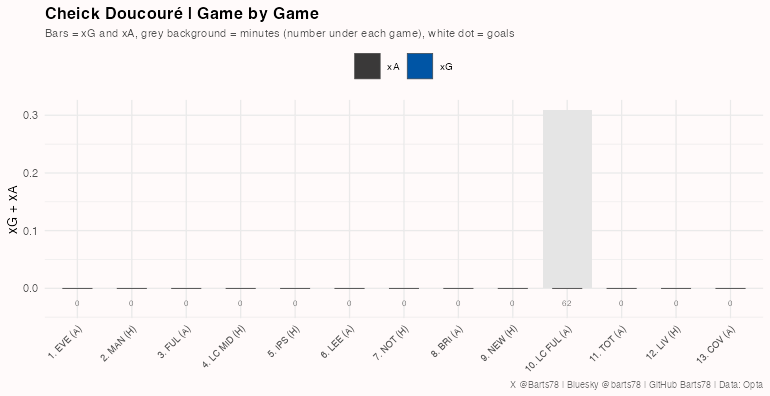 Cheick Doucouré | Game by Game
Bars = xG and xA, grey background = minutes (number under each game), white dot = goals
xA xG
xG + xA
0.3
0.2
0.1
0.0
0 0 0 0 0 0 0 0 0 62 0 0 0
1. EVE (A)
2. MAN (H)
3. FUL (A)
4. LC MID (H)
5. IPS (H)
6. LEE (A)
7. NOT (H)
8. BRI (A)
9. NEW (H)
10. LC FUL (A)
11. TOT (A)
12. LIV (H)
13. COV (A)
X @Barts78 | Bluesky @barts78 | GitHub Barts78 | Data: Opta